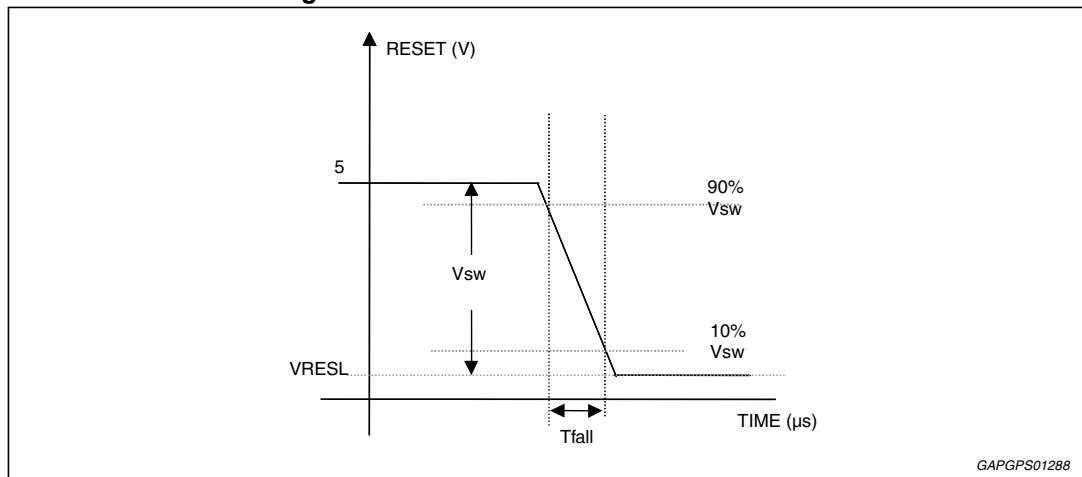 RESET (V)
5
90%
Vsw
Vsw
10%
Vsw
VRESL
TIME (µs)
Tfall
GAPGPS01288